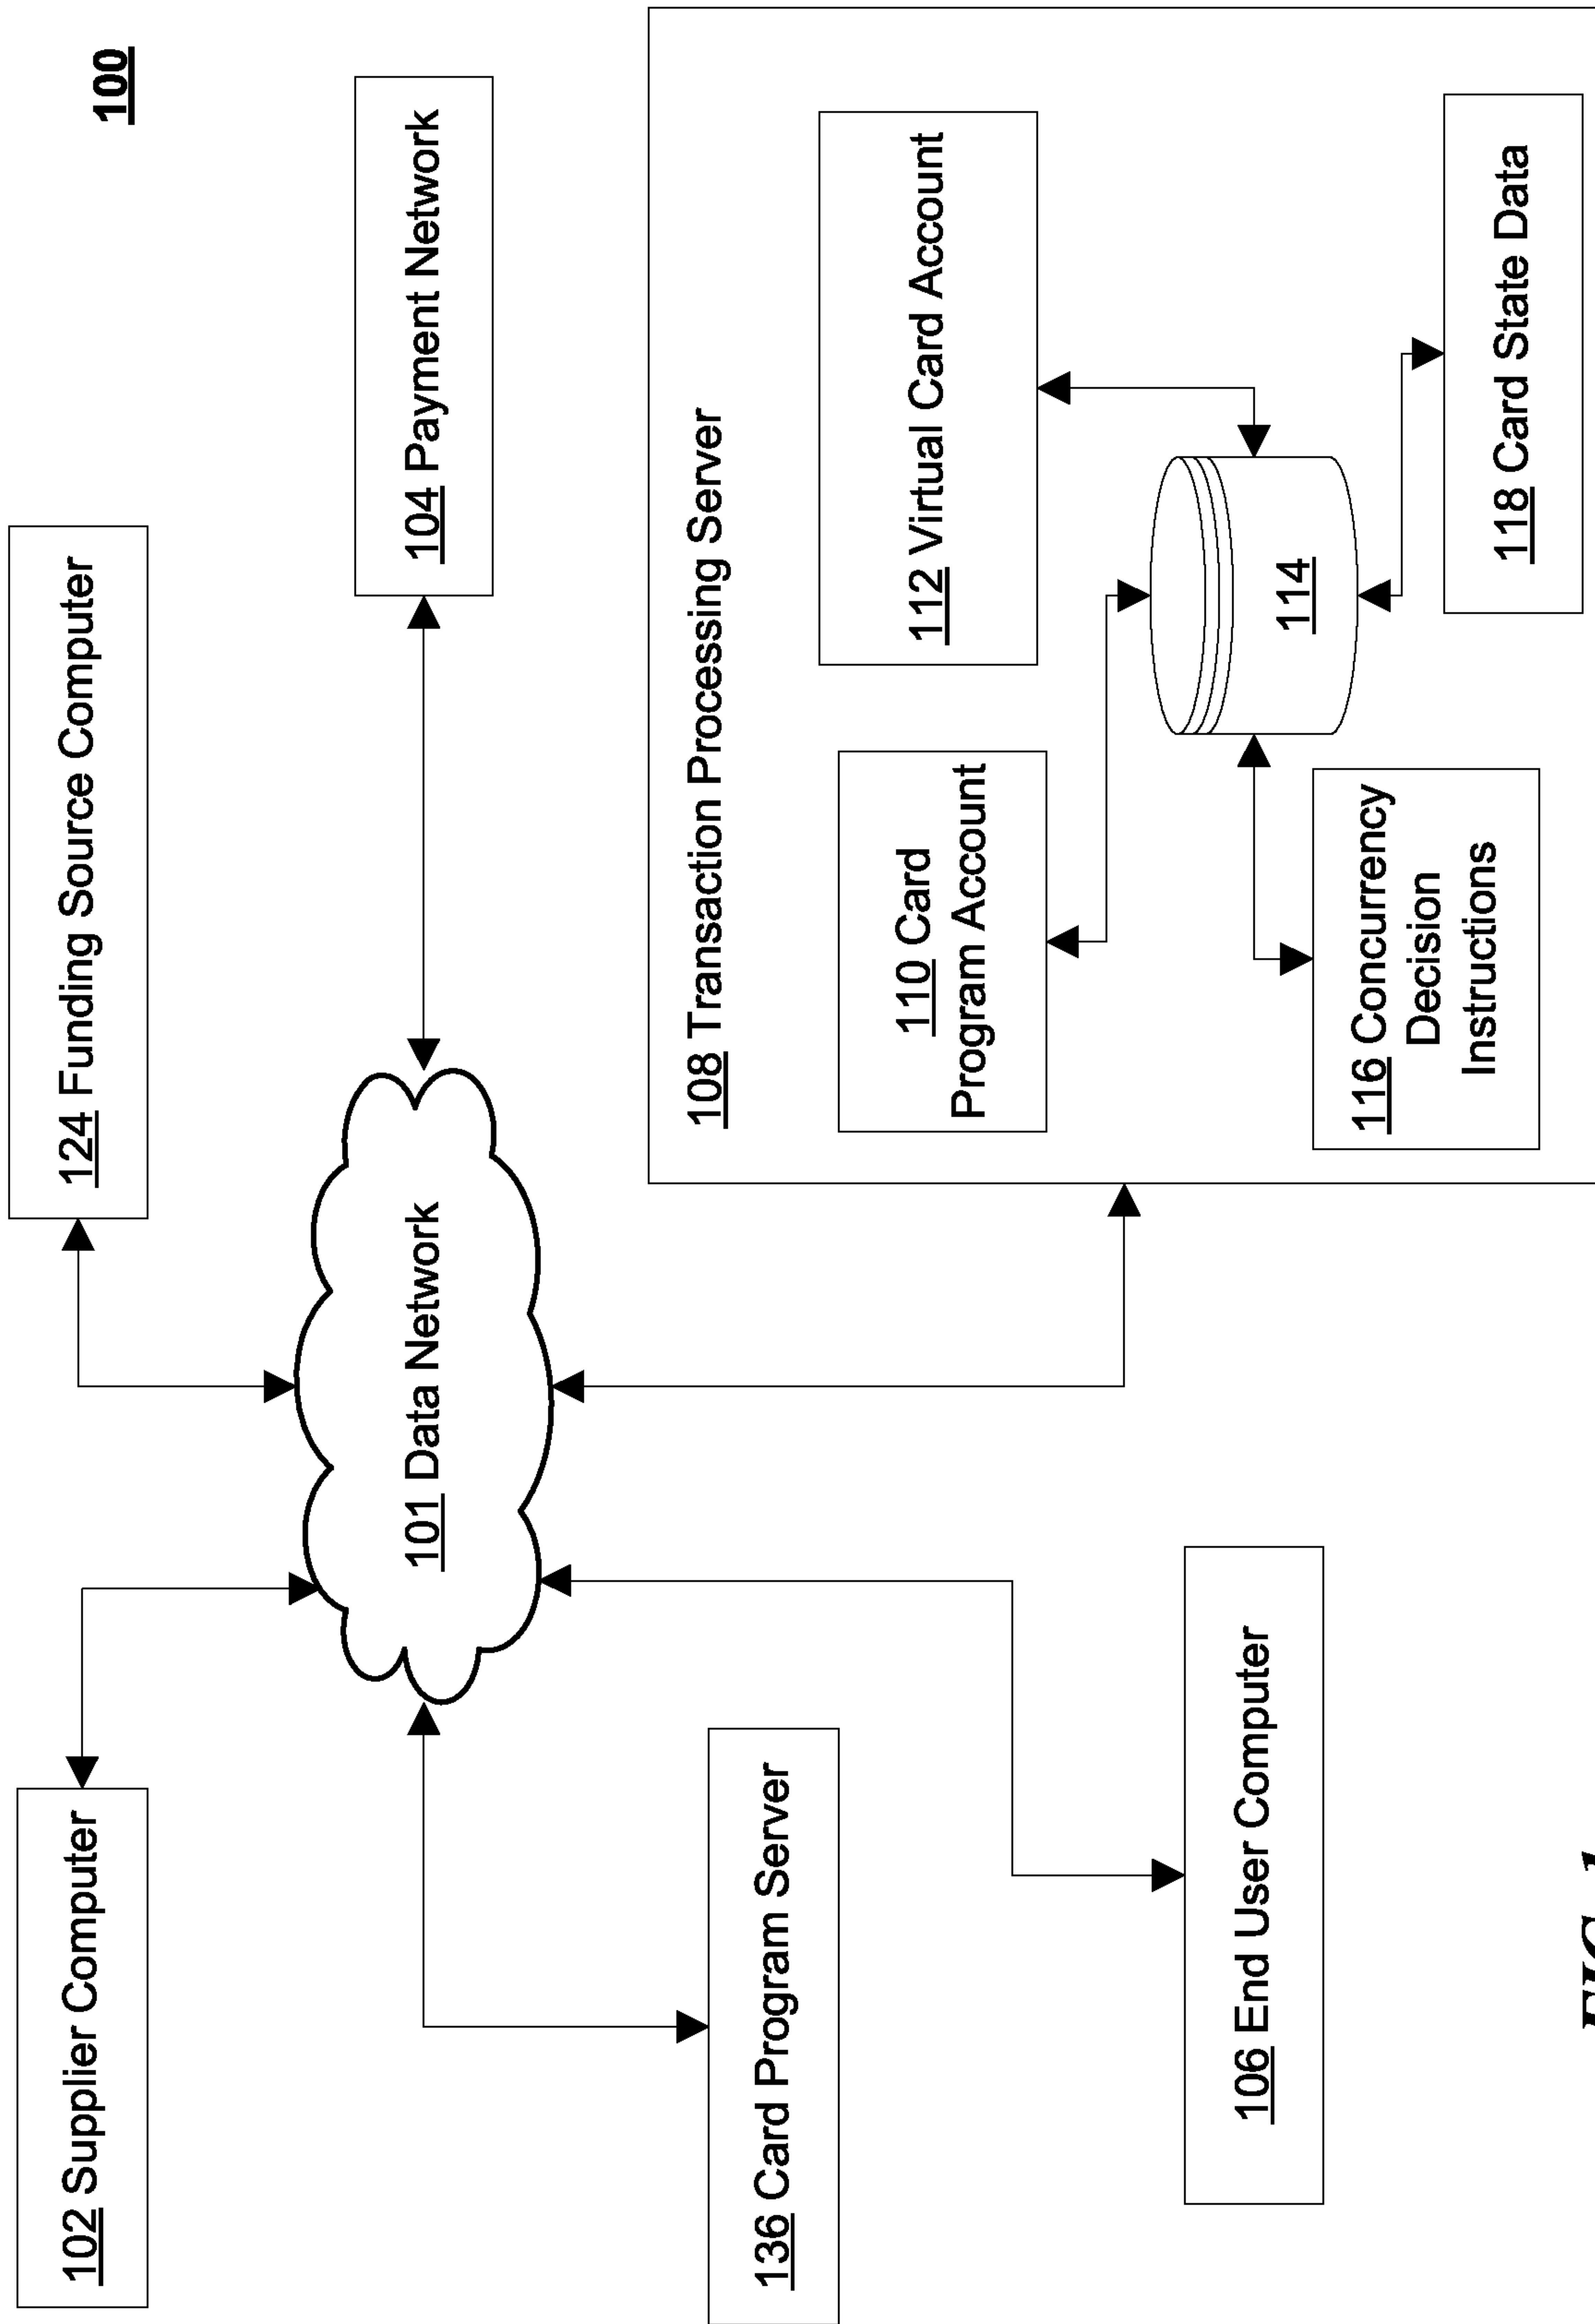 100
102 Supplier Computer
124 Funding Source Computer
101 Data Network
104 Payment Network
136 Card Program Server
106 End User Computer
108 Transaction Processing Server
110 Card
Program Account
112 Virtual Card Account
114
116 Concurrency
Decision
Instructions
118 Card State Data
FIG. 1